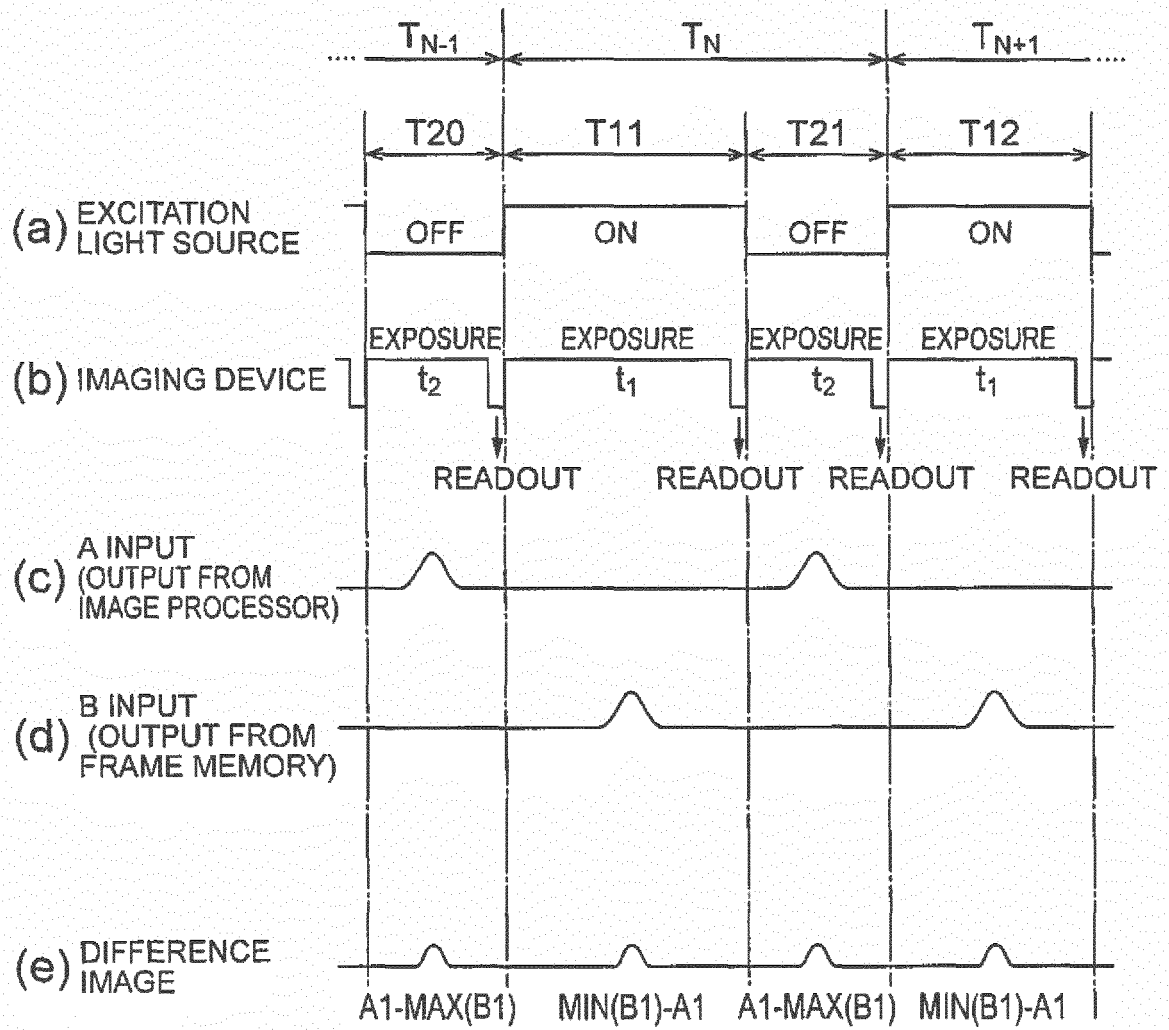 T_N-1 T_N T_N+1
T20 T11 T21 T12
(a) EXCITATION
LIGHT SOURCE
OFF ON OFF ON
EXPOSURE EXPOSURE EXPOSURE EXPOSURE
(b) IMAGING DEVICE
t2 t1 t2 t1
READOUT READOUT READOUT READOUT
(c) A INPUT
(OUTPUT FROM
IMAGE PROCESSOR)
(d) B INPUT
(OUTPUT FROM
FRAME MEMORY)
(e) DIFFERENCE
IMAGE
A1-MAX(B1) MIN(B1)-A1 A1-MAX(B1) MIN(B1)-A1